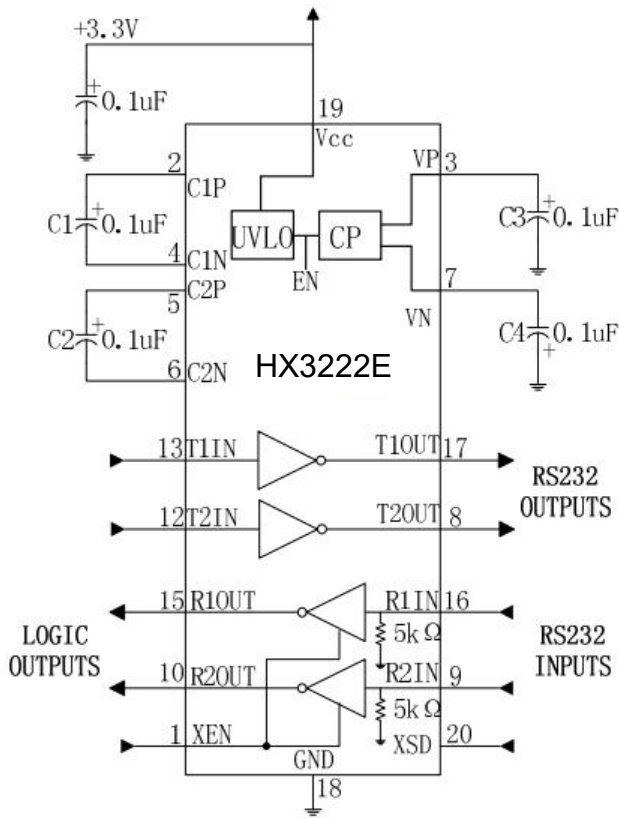 +3.3V
+
0.1uF
19
Vcc
2
C1P
VP 3
C1
+
0.1uF
UVLO
CP
C3
+
0.1uF
4
C1N
EN
C2P
5
7
VN
C2
+
0.1uF
C4
0.1uF
+
6 C2N
HX3222E
13 T1IN
T1OUT 17
RS232
OUTPUTS
12 T2IN
T2OUT 8
15 R1OUT
R1IN 16
5kΩ
LOGIC
OUTPUTS
RS232
INPUTS
10 R2OUT
R2IN 9
5kΩ
1 XEN
XSD 20
GND
18